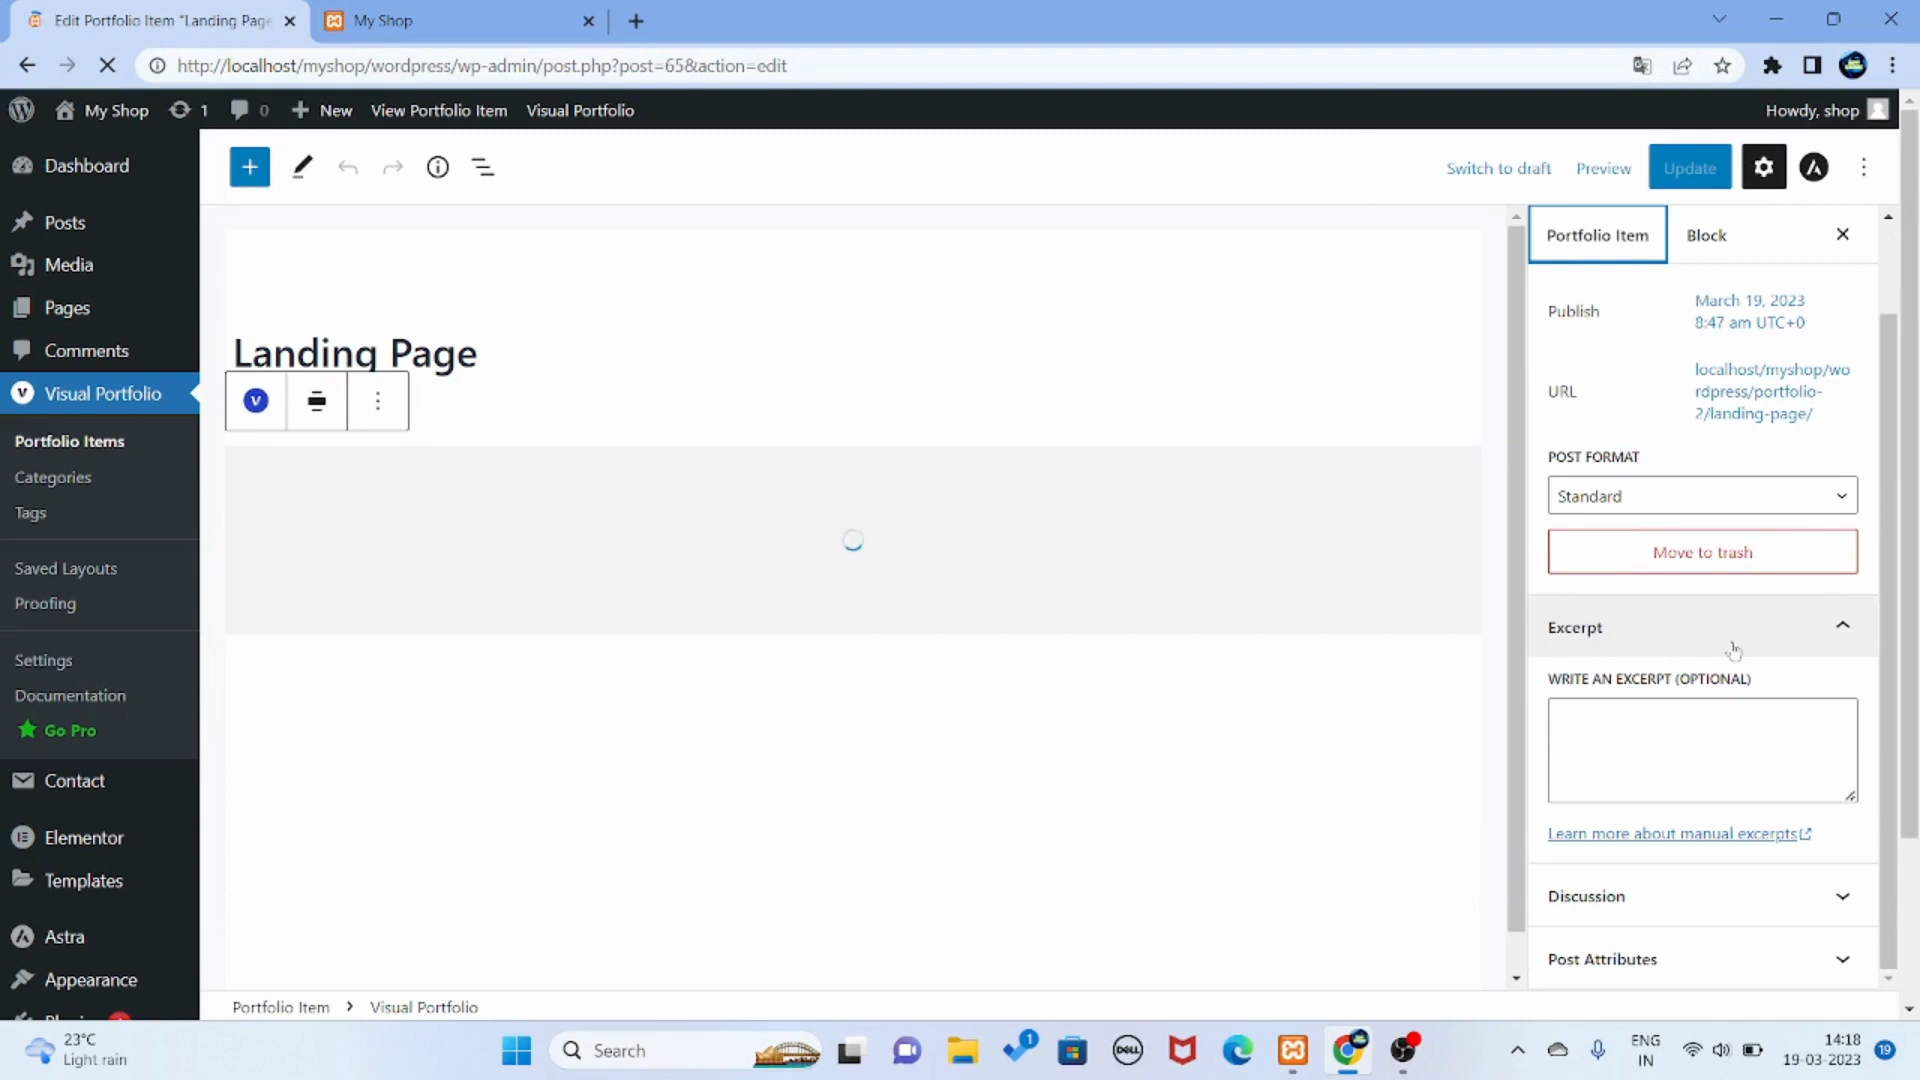 Edit Portfolio Item "Landing Page
My Shop
http://localhost/myshop/wordpress/wp-admin/post.php?post=65&action=edit
My Shop 1 0 New View Portfolio Item Visual Portfolio Howdy, shop
Dashboard
Posts
Media
Pages
Comments
Visual Portfolio
Portfolio Items
Categories
Tags
Saved Layouts
Proofing
Settings
Documentation
Go Pro
Contact
Elementor
Templates
Astra
Appearance
Switch to draft Preview Update
Landing Page
Portfolio Item Block
Publish March 19, 2023
8:47 am UTC+0
URL localhost/myshop/wo
rdpress/portfolio-
2/landing-page/
POST FORMAT
Standard
Move to trash
Excerpt
WRITE AN EXCERPT (OPTIONAL)
Learn more about manual excerpts
Discussion
Post Attributes
Portfolio Item Visual Portfolio
23°C
Light rain
Search
1
DELL
ENG
IN
14:18
19-03-2023
19